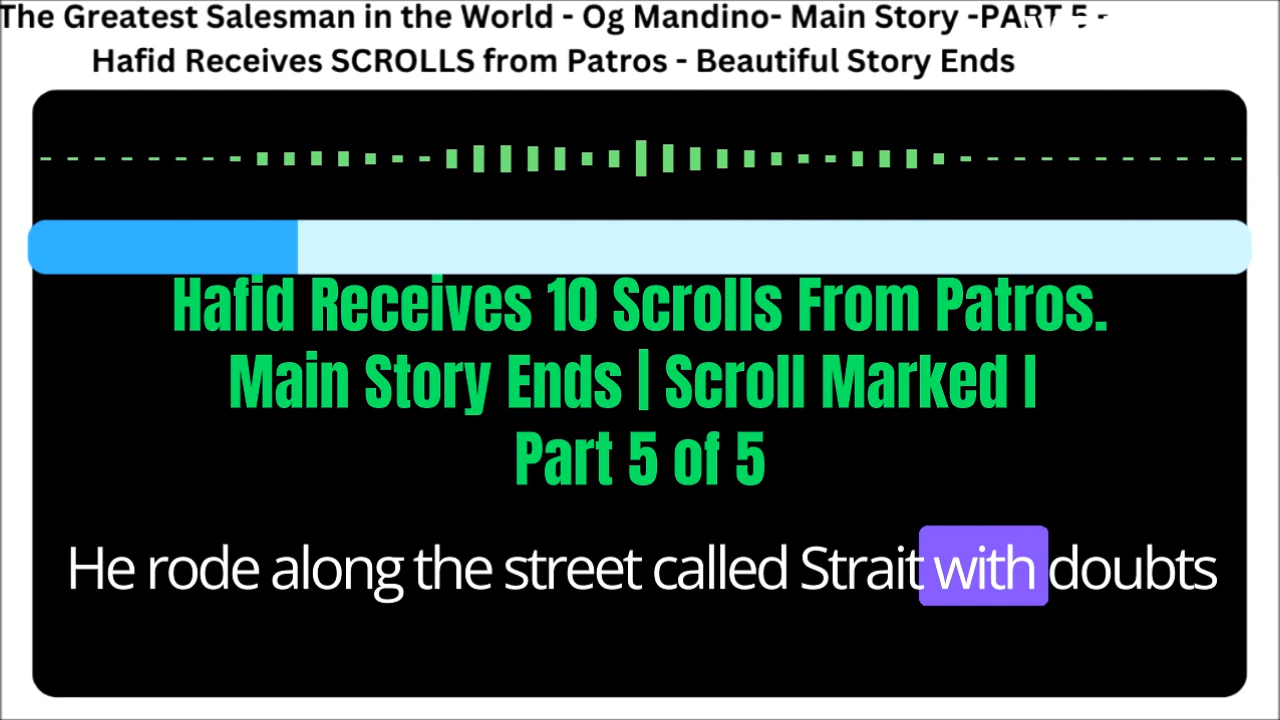 The Greatest Salesman in the World - Og Mandino- Main Story -PART 5 -
Hafid Receives SCROLLS from Patros - Beautiful Story Ends
Hafid Receives 10 Scrolls From Patros.
Main Story Ends | Scroll Marked I
Part 5 of 5
He rode along the street called Strait with doubts